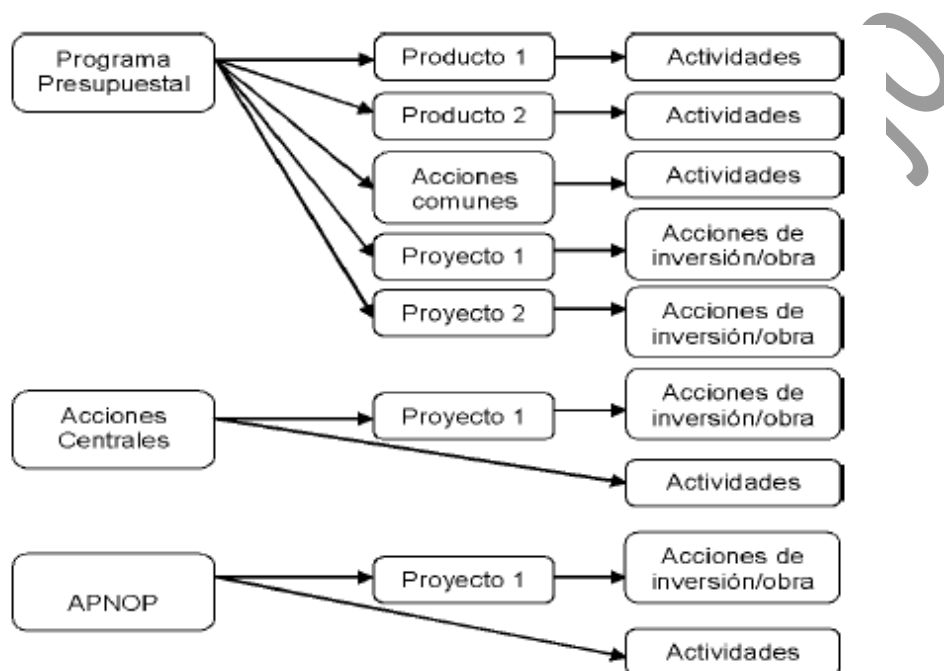 Programa
Presupuestal
Producto 1
Actividades
Producto 2
Actividades
Acciones
comunes
Actividades
Proyecto 1
Acciones de
inversión/obra
Proyecto 2
Acciones de
inversión/obra
Acciones
Centrales
Proyecto 1
Acciones de
inversión/obra
Actividades
APNOP
Proyecto 1
Acciones de
inversión/obra
Actividades